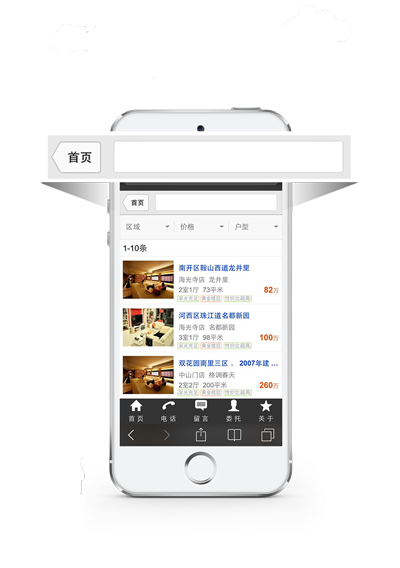 首页
首页
区域 价格 户型
1-10条
南开区鞍山西道龙井里
海光寺店 龙井里
2室1厅 73平米 82万
河西区珠江道名都新园
海光寺店 名都新园
3室1厅 98平米 100万
双花园南里三区，2007年建...
中山门店 格调春天
2室2厅 200平米 260万
首页 电话 留言 委托 关于